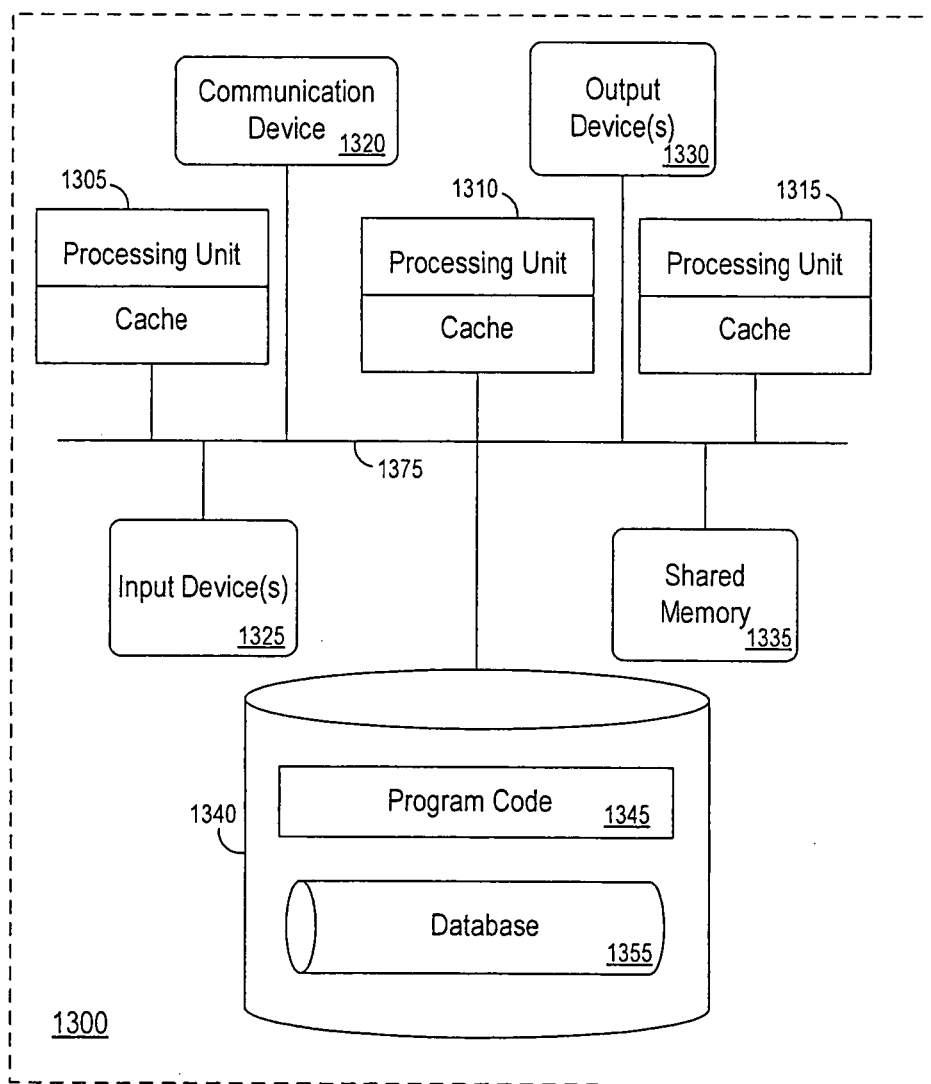 Communication
Device 1320
Output
Device(s)
1330
1305
1310
1315
Processing Unit
Cache
Processing Unit
Cache
Processing Unit
Cache
1375
Input Device(s)
1325
Shared
Memory
1335
1340
Program Code 1345
Database
1355
1300